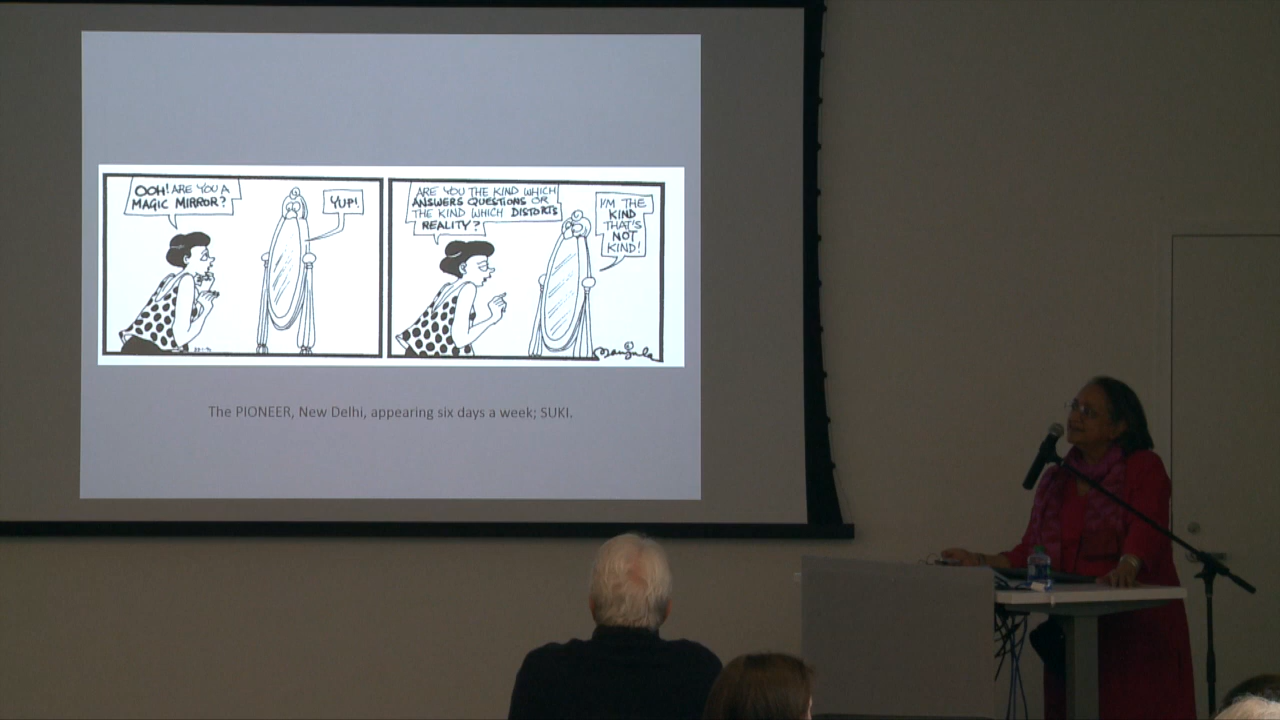 OOH! ARE YOU A
MAGIC MIRROR?
YUP!
ARE YOU THE KIND WHICH
ANSWERS QUESTIONS OR
THE KIND WHICH DISTORTS
REALITY?
I'M THE
KIND
THAT'S
NOT
KIND!
Manjula
The PIONEER, New Delhi, appearing six days a week; SUKI.